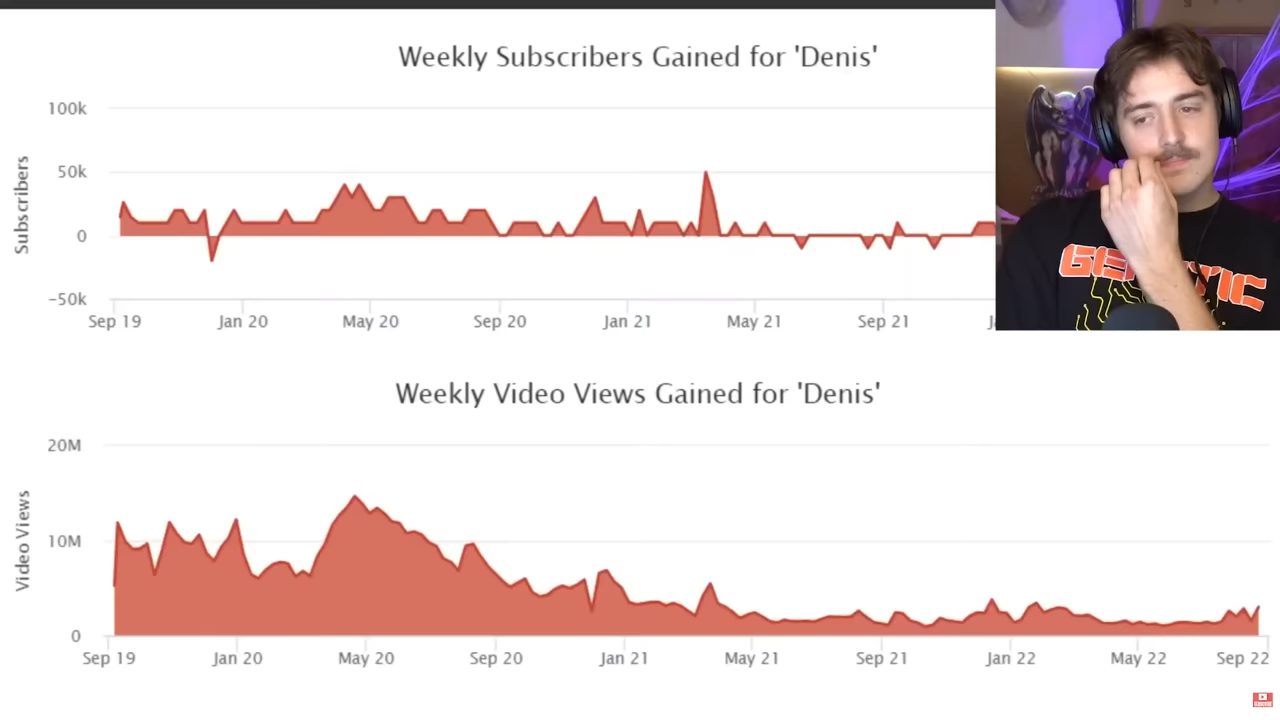 Weekly Subscribers Gained for 'Denis'
100k
50k
0
-50k
Subscribers
Sep 19 Jan 20 May 20 Sep 20 Jan 21 May 21 Sep 21
Weekly Video Views Gained for 'Denis'
20M
10M
0
Video Views
Sep 19 Jan 20 May 20 Sep 20 Jan 21 May 21 Sep 21 Jan 22 May 22 Sep 22